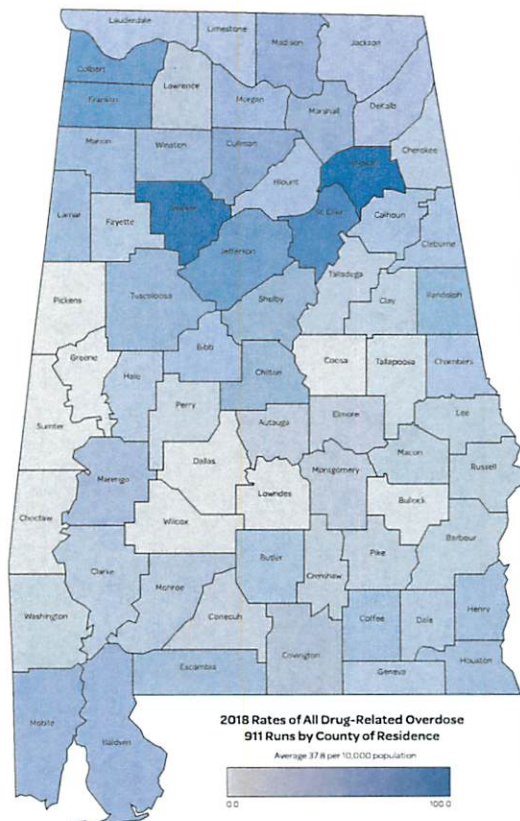 Lauderdale
Limestone
Madison
Jackson
Colbert
Lawrence
Franklin
Morgan
Marshall
DeKalb
Marion
Winston
Cullman
Cherokee
Blount
Lamar
Fayette
Walker
St Clair
Calhoun
Cleburne
Jefferson
Talladega
Pickens
Tuscaloosa
Shelby
Clay
Randolph
Greene
Bibb
Hale
Chilton
Coosa
Tallapoosa
Chambers
Perry
Sumter
Autauga
Elmore
Lee
Dallas
Macon
Marengo
Montgomery
Russell
Lowndes
Bullock
Choctaw
Wilcox
Barbour
Butler
Pike
Clarke
Crenshaw
Monroe
Washington
Conecuh
Coffee
Dale
Henry
Covington
Escambia
Geneva
Houston
Mobile
Baldwin
2018 Rates of All Drug-Related Overdose
911 Runs by County of Residence
Average 37.8 per 10,000 population
0.0
100.0